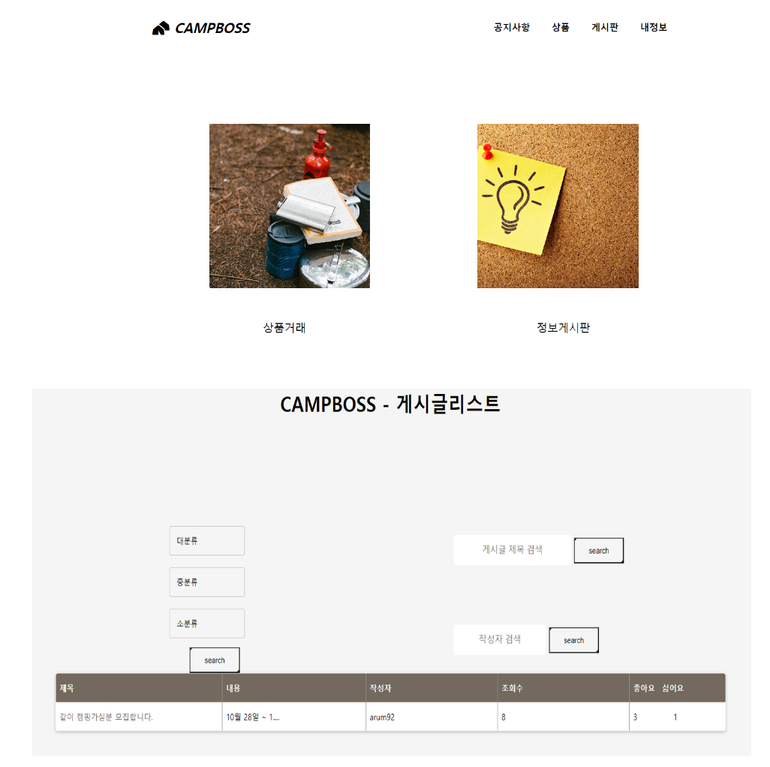 CAMPBOSS 공지사항 상품 게시판 내정보
상품거래 정보게시판
CAMPBOSS - 게시글리스트
대분류
게시글 제목 검색 search
중분류
소분류
작성자 검색 search
search
제목 내용 작성자 조회수 좋아요 싫어요
같이 캠핑가실분 모집합니다. 10월 28일 ~ 1.... arum92 8 3 1